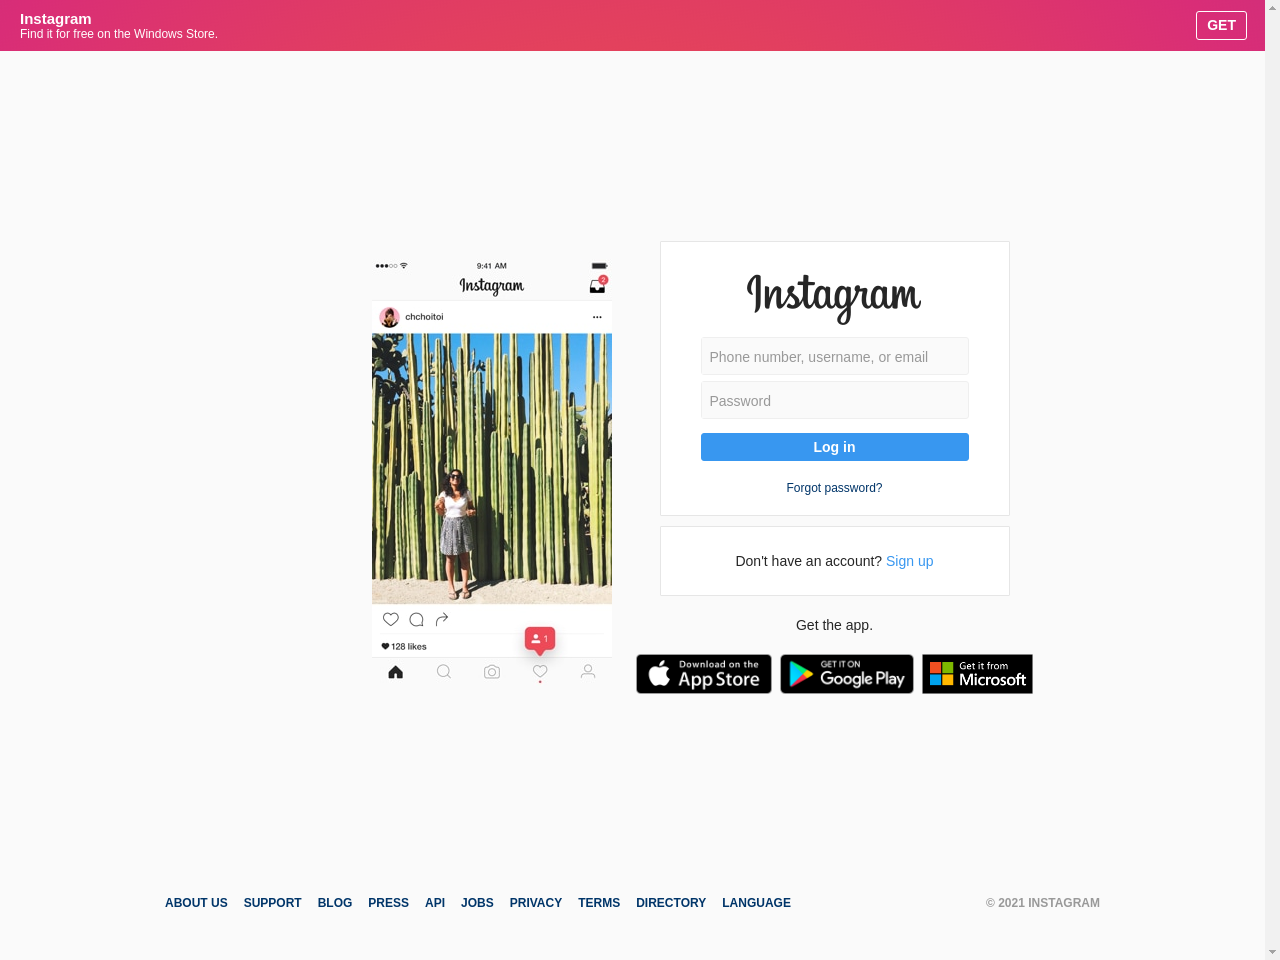 Instagram
Find it for free on the Windows Store.
GET
9:41 AM
Instagram
2
chchoitoi
128 likes
1
Instagram
Phone number, username, or email
Password
Log in
Forgot password?
Don't have an account? Sign up
Get the app.
Download on the
App Store
GET IT ON
Google Play
Get it from
Microsoft
ABOUT US SUPPORT BLOG PRESS API JOBS PRIVACY TERMS DIRECTORY LANGUAGE
© 2021 INSTAGRAM